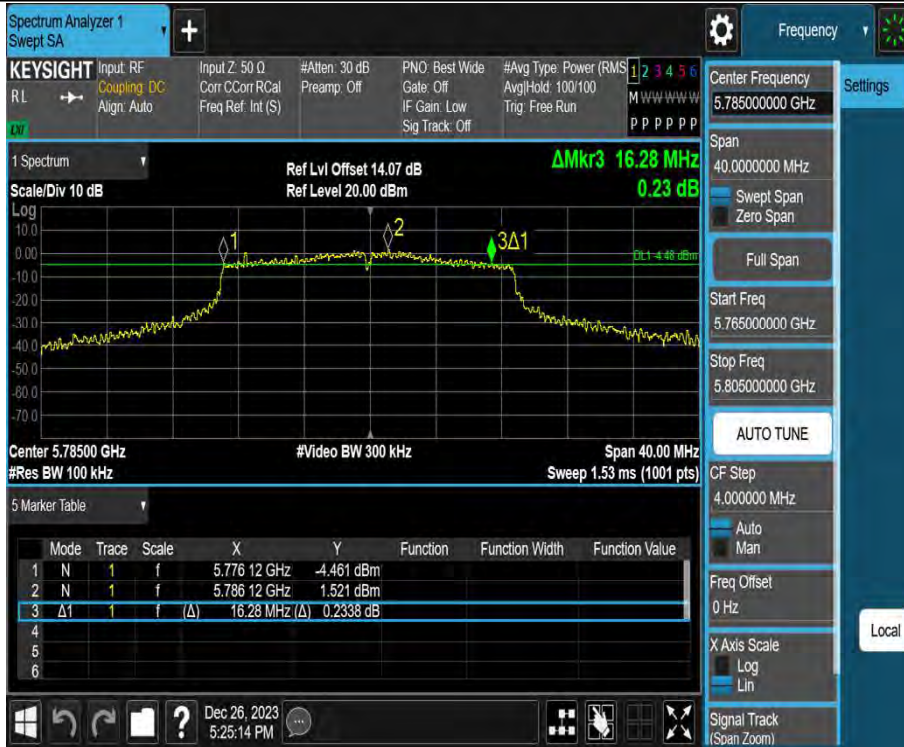 Spectrum Analyzer 1
Swept SA
+
Frequency
KEYSIGHT
RL
LXI
Input: RF
Coupling: DC
Align: Auto
Input Z: 50 Ω
Corr CCorr RCal
Freq Ref: Int (S)
#Atten: 30 dB
Preamp: Off
PNO: Best Wide
Gate: Off
IF Gain: Low
Sig Track: Off
#Avg Type: Power (RMS
Avg|Hold: 100/100
Trig: Free Run
1 2 3 4 5 6
M W W W W W
P P P P P P
1 Spectrum
Scale/Div 10 dB
Ref Lvl Offset 14.07 dB
Ref Level 20.00 dBm
ΔMkr3 16.28 MHz
0.23 dB
Log
10.0
0.00
-10.0
-20.0
-30.0
-40.0
-50.0
-60.0
-70.0
1
2
3Δ1
DL1 -4.48 dBm
Center 5.78500 GHz
#Res BW 100 kHz
#Video BW 300 kHz
Span 40.00 MHz
Sweep 1.53 ms (1001 pts)
5 Marker Table
Mode Trace Scale X Y Function Function Width Function Value
1 N 1 f 5.776 12 GHz -4.461 dBm
2 N 1 f 5.786 12 GHz 1.521 dBm
3 Δ1 1 f (Δ) 16.28 MHz (Δ) 0.2338 dB
4
5
6
Dec 26, 2023
5:25:14 PM
?
Center Frequency
5.785000000 GHz
Settings
Span
40.0000000 MHz
Swept Span
Zero Span
Full Span
Start Freq
5.765000000 GHz
Stop Freq
5.805000000 GHz
AUTO TUNE
CF Step
4.000000 MHz
Auto
Man
Freq Offset
0 Hz
Local
X Axis Scale
Log
Lin
Signal Track
(Span Zoom)